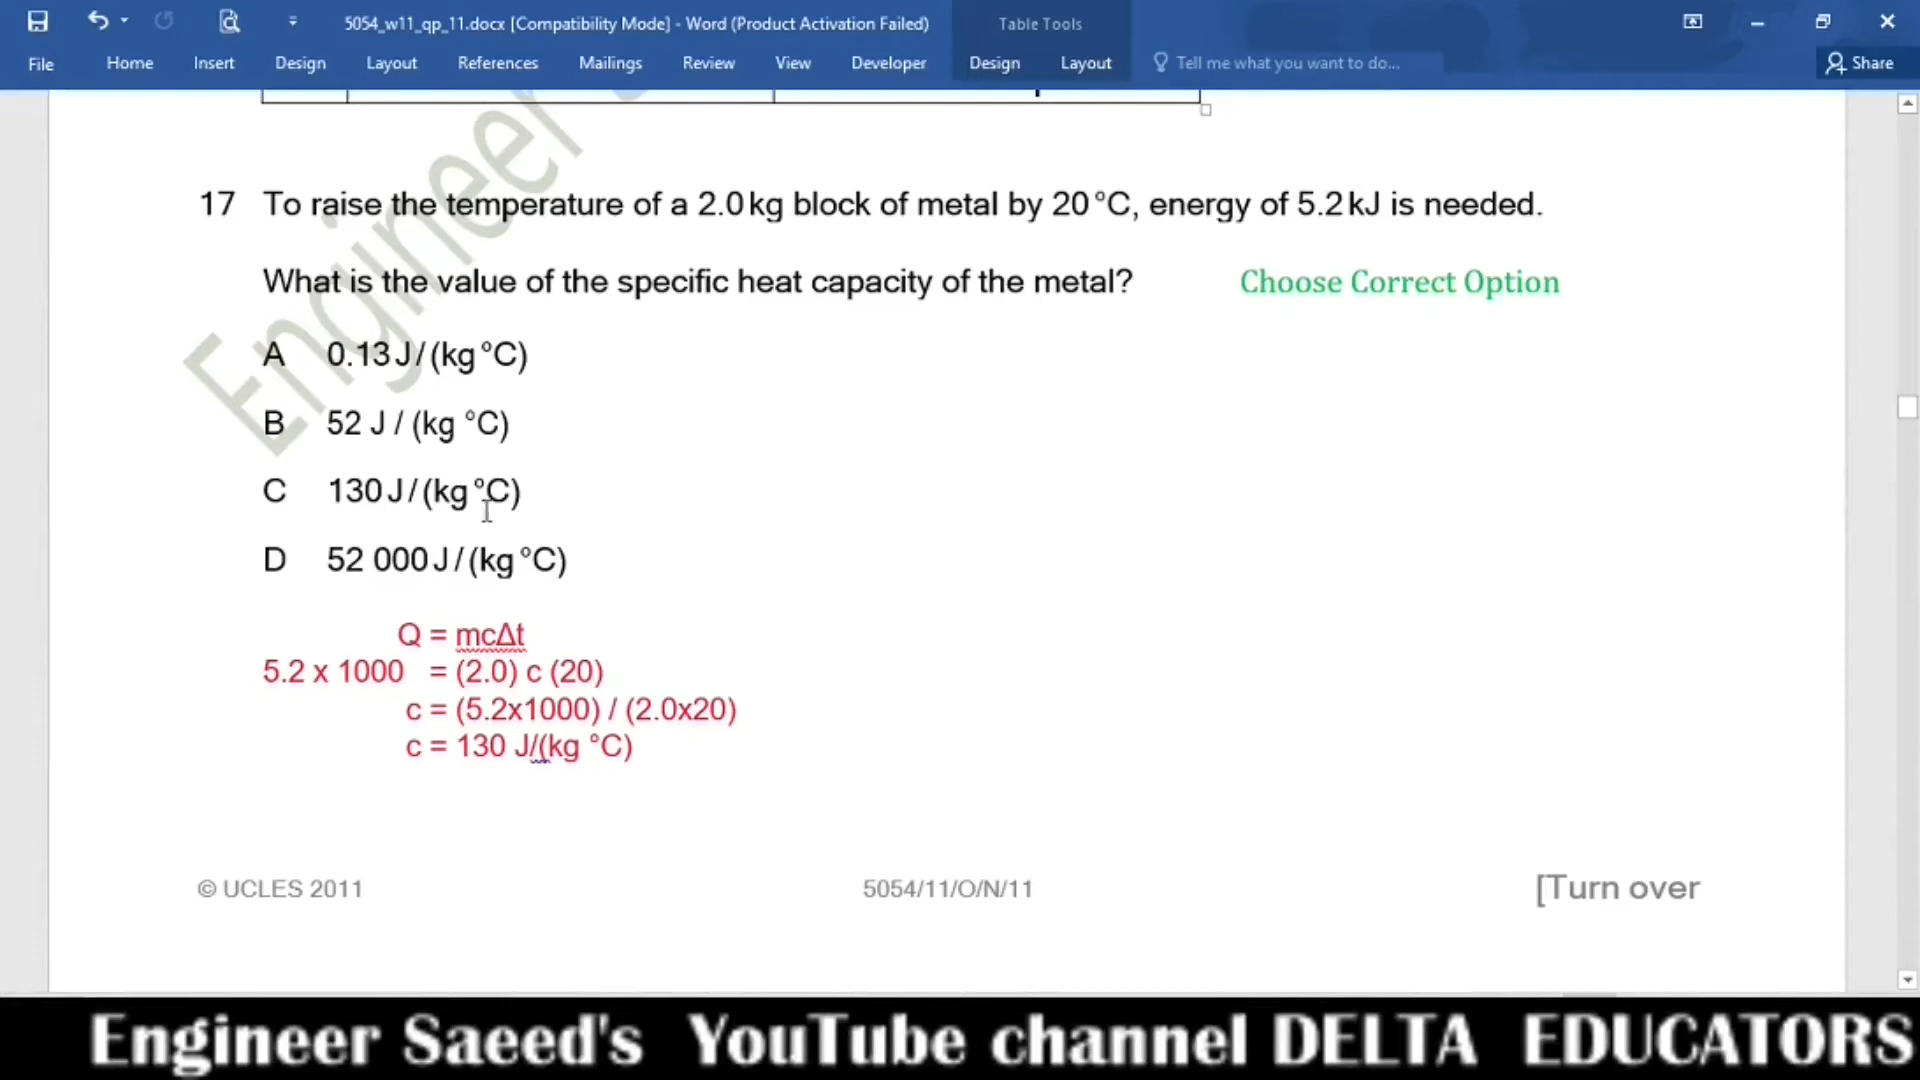 5054_w11_qp_11.docx [Compatibility Mode] - Word (Product Activation Failed)
Table Tools
File Home Insert Design Layout References Mailings Review View Developer Design Layout Tell me what you want to do... Share
Engineer
17 To raise the temperature of a 2.0 kg block of metal by 20 °C, energy of 5.2 kJ is needed.
What is the value of the specific heat capacity of the metal? Choose Correct Option
A 0.13 J/(kg °C)
B 52 J / (kg °C)
C 130 J/(kg °C)
D 52 000 J/(kg °C)
Q = mcΔt
5.2 x 1000 = (2.0) c (20)
c = (5.2x1000) / (2.0x20)
c = 130 J/(kg °C)
© UCLES 2011 5054/11/O/N/11 [Turn over
Engineer Saeed's YouTube channel DELTA EDUCATORS